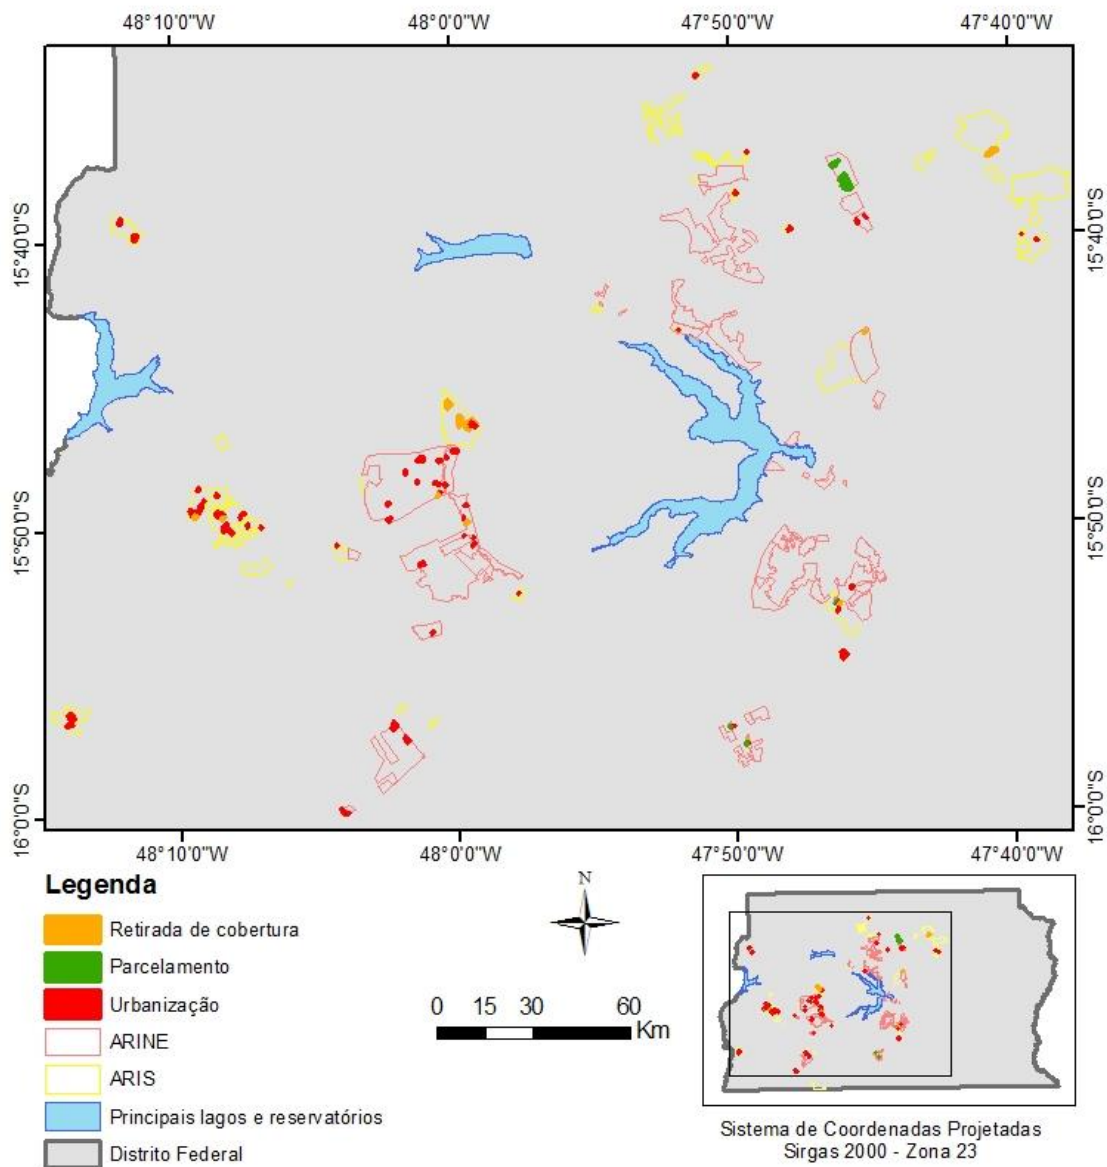 48°10'0"W 48°0'0"W 47°50'0"W 47°40'0"W
15°40'0"S
15°40'0"S
15°50'0"S
15°50'0"S
16°0'0"S
16°0'0"S
48°10'0"W 48°0'0"W 47°50'0"W 47°40'0"W
Legenda
Retirada de cobertura
Parcelamento
Urbanização
ARINE
ARIS
Principais lagos e reservatórios
Distrito Federal
N
0 15 30 60
Km
Sistema de Coordenadas Projetadas
Sirgas 2000 - Zona 23